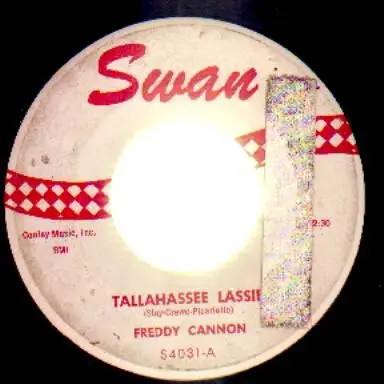 Swan
Conley Music, Inc.
BMI
2:30
TALLAHASSEE LASSIE
(Slay-Crewe-Picariello)
FREDDY CANNON
S4031-A